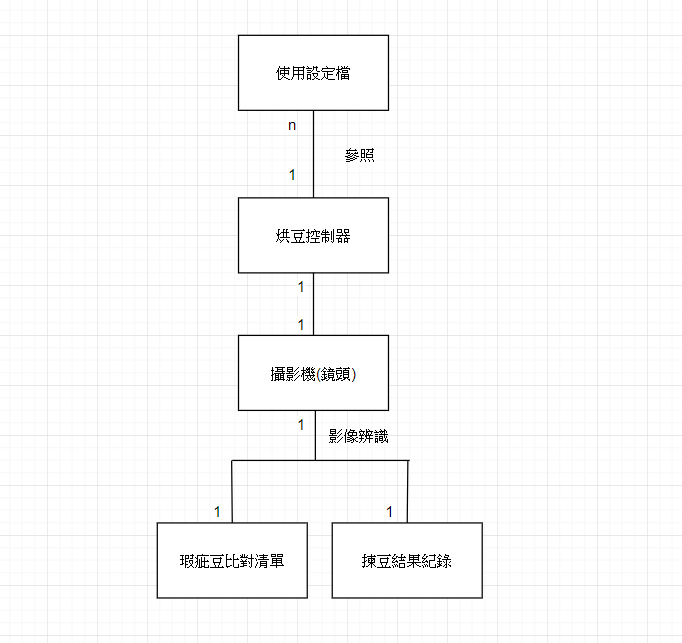 使用設定檔
n
參照
1
烘豆控制器
1
1
攝影機(鏡頭)
1
影像辨識
1
1
瑕疵豆比對清單
揀豆結果紀錄